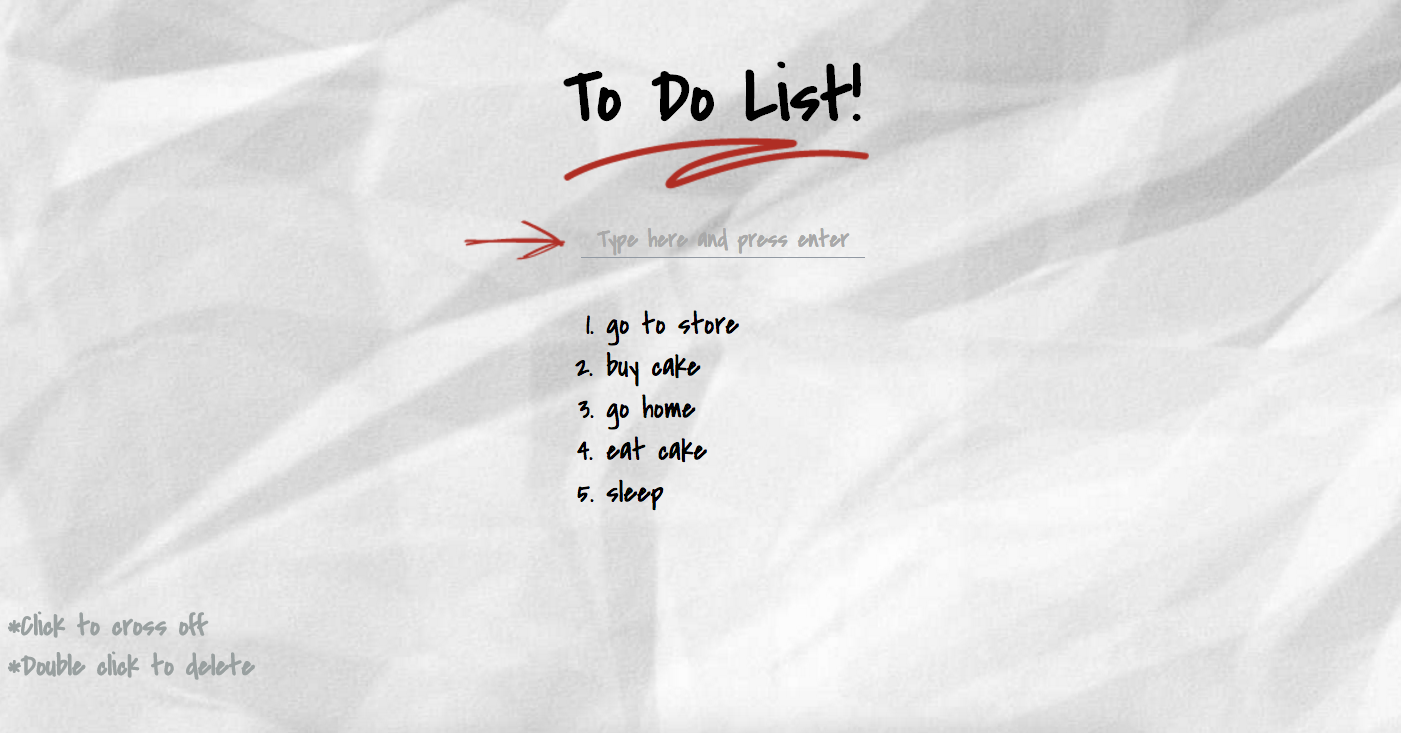 To Do List!
Type here and press enter
1. go to store
2. buy cake
3. go home
4. eat cake
5. sleep
*Click to cross off
*Double click to delete